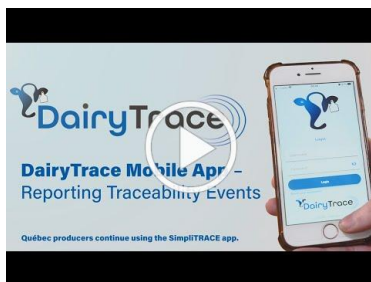 DairyTrace
DairyTrace Mobile App –
Reporting Traceability Events
Québec producers continue using the SimpliTRACE app.
DairyTrace